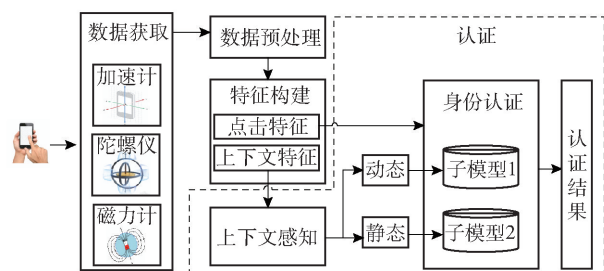 数据获取
加速计
陀螺仪
磁力计
数据预处理
特征构建
点击特征
上下文特征
上下文感知
认证
动态
静态
身份认证
子模型1
子模型2
认证结果